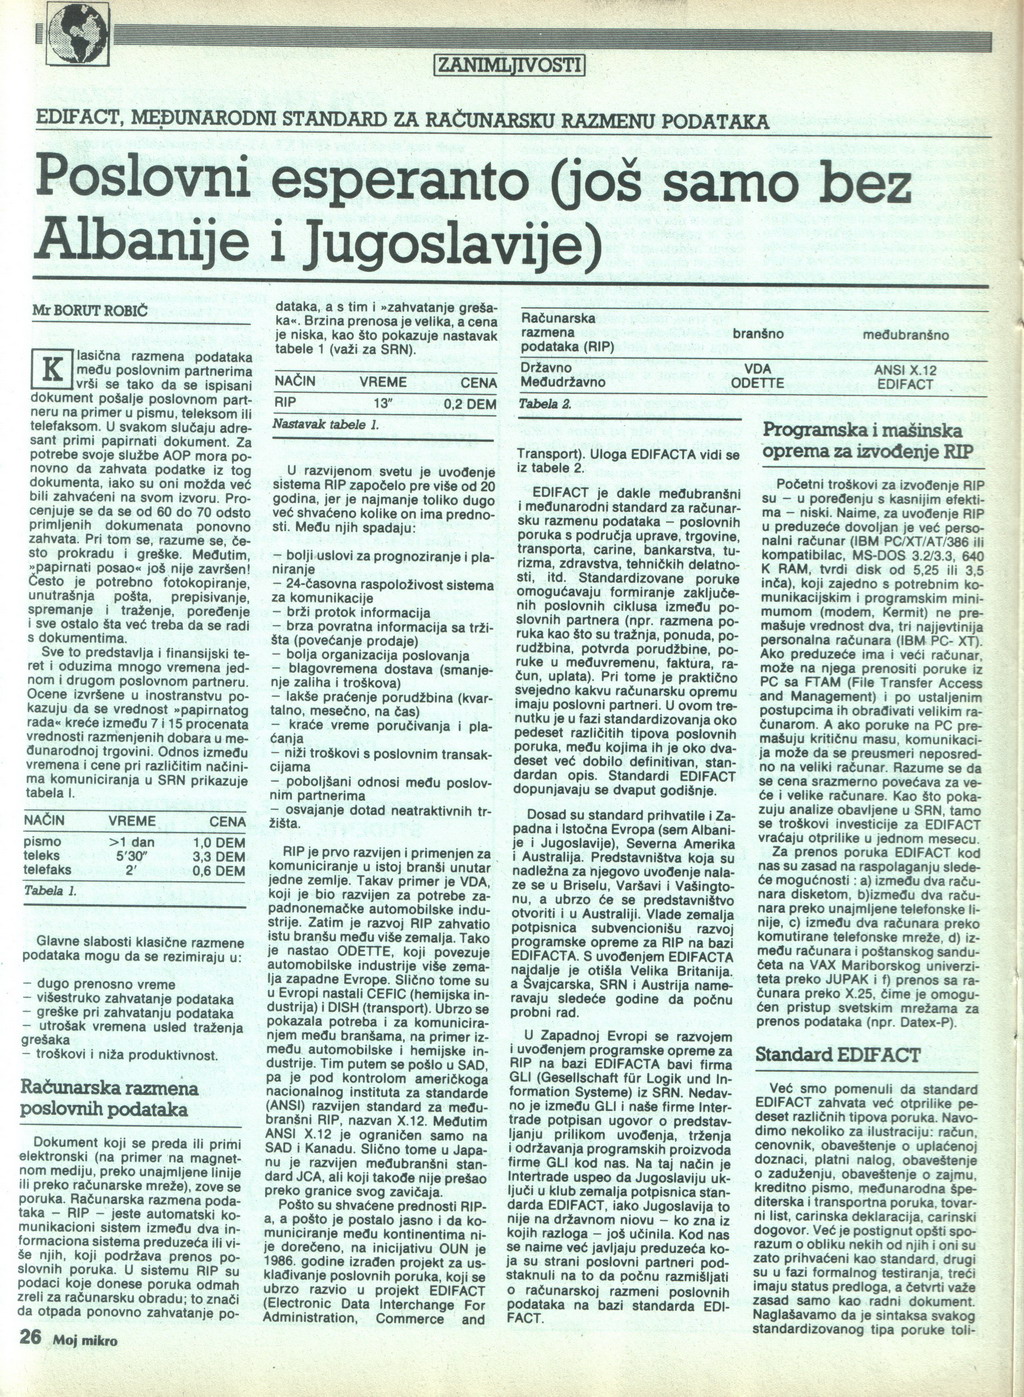 ZANIMLJIVOSTI
EDIFACT, MEĐUNARODNI STANDARD ZA RAČUNARSKU RAZMENU PODATAKA
Poslovni esperanto (još samo bez
Albanije i Jugoslavije)
Mr BORUT ROBIČ
Klasična razmena podataka
među poslovnim partnerima
vrši se tako da se ispisani
dokument pošalje poslovnom part-
neru na primer u pismu, teleksom ili
telefaksom. U svakom slučaju adre-
sant primi papirnati dokument. Za
potrebe svoje službe AOP mora po-
novno da zahvata podatke iz tog
dokumenta, iako su oni možda već
bili zahvaćeni na svom izvoru. Pro-
cenjuje se da se od 60 do 70 odsto
primljenih dokumenata ponovno
zahvata. Pri tom se, razume se, če-
sto prokradu i greške. Međutim,
»papirnati posao« još nije završen!
Često je potrebno fotokopiranje,
unutrašnja pošta, prepisivanje,
spremanje i traženje, poređenje
i sve ostalo šta već treba da se radi
s dokumentima.
Sve to predstavlja i finansijski te-
ret i oduzima mnogo vremena jed-
nom i drugom poslovnom partneru.
Ocene izvršene u inostranstvu po-
kazuju da se vrednost »papirnatog
rada« kreće između 7 i 15 procenata
vrednosti razmenjenih dobara u me-
đunarodnoj trgovini. Odnos između
vremena i cene pri različitim načini-
ma komuniciranja u SRN prikazuje
tabela I.
NAČIN VREME CENA
pismo >1 dan 1,0 DEM
teleks 5'30" 3,3 DEM
telefaks 2' 0,6 DEM
Tabela 1.
Glavne slabosti klasične razmene
podataka mogu da se rezimiraju u:
– dugo prenosno vreme
– višestruko zahvatanje podataka
– greške pri zahvatanju podataka
– utrošak vremena usled traženja
grešaka
– troškovi i niža produktivnost.
Računarska razmena
poslovnih podataka
Dokument koji se preda ili primi
elektronski (na primer na magnet-
nom mediju, preko unajmljene linije
ili preko računarske mreže), zove se
poruka. Računarska razmena poda-
taka – RIP – jeste automatski ko-
munikacioni sistem između dva in-
formaciona sistema preduzeća ili vi-
še njih, koji podržava prenos po-
slovnih poruka. U sistemu RIP su
podaci koje donese poruka odmah
zreli za računarsku obradu; to znači
da otpada ponovno zahvatanje po-
dataka, a s tim i »zahvatanje greša-
ka«. Brzina prenosa je velika, a cena
je niska, kao što pokazuje nastavak
tabele 1 (važi za SRN).
NAČIN VREME CENA
RIP 13" 0,2 DEM
Nastavak tabele 1.
U razvijenom svetu je uvođenje
sistema RIP započelo pre više od 20
godina, jer je najmanje toliko dugo
već shvaćeno kolike on ima predno-
sti. Među njih spadaju:
– bolji uslovi za prognoziranje i pla-
niranje
– 24-časovna raspoloživost sistema
za komunikacije
– brži protok informacija
– brza povratna informacija sa trži-
šta (povećanje prodaje)
– bolja organizacija poslovanja
– blagovremena dostava (smanje-
nje zaliha i troškova)
– lakše praćenje porudžbina (kvar-
talno, mesečno, na čas)
– kraće vreme poručivanja i pla-
ćanja
– niži troškovi s poslovnim transak-
cijama
– poboljšani odnosi među poslov-
nim partnerima
– osvajanje dotad neatraktivnih tr-
žišta.
RIP je prvo razvijen i primenjen za
komuniciranje u istoj branši unutar
jedne zemlje. Takav primer je VDA,
koji je bio razvijen za potrebe za-
padnonemačke automobilske indu-
strije. Zatim je razvoj RIP zahvatio
istu branšu među više zemalja. Tako
je nastao ODETTE, koji povezuje
automobilske industrije više zema-
lja zapadne Evrope. Slično tome su
u Evropi nastali CEFIC (hemijska in-
dustrija) i DISH (transport). Ubrzo se
pokazala potreba i za komunicira-
njem među branšama, na primer iz-
među automobilske i hemijske in-
dustrije. Tim putem se pošlo u SAD,
pa je pod kontrolom američkoga
nacionalnog instituta za standarde
(ANSI) razvijen standard za među-
branšni RIP, nazvan X.12. Međutim
ANSI X.12 je ograničen samo na
SAD i Kanadu. Slično tome u Japa-
nu je razvijen međubranšni stan-
dard JCA, ali koji takođe nije prešao
preko granice svog zavičaja.
Pošto su shvaćene prednosti RIP-
a, a pošto je postalo jasno i da ko-
municiranje među kontinentima ni-
je dorečeno, na inicijativu OUN je
1986. godine izrađen projekt za us-
klađivanje poslovnih poruka, koji se
ubrzo razvio u projekt EDIFACT
(Electronic Data Interchange For
Administration, Commerce and
Računarska
razmena branšno međubranšno
podataka (RIP)
Državno VDA ANSI X.12
Međudržavno ODETTE EDIFACT
Tabela 2.
Transport). Uloga EDIFACTA vidi se
iz tabele 2.
EDIFACT je dakle međubranšni
i međunarodni standard za računar-
sku razmenu podataka – poslovnih
poruka s područja uprave, trgovine,
transporta, carine, bankarstva, tu-
rizma, zdravstva, tehničkih delatno-
sti, itd. Standardizovane poruke
omogućavaju formiranje zaključe-
nih poslovnih ciklusa između po-
slovnih partnera (npr. razmena po-
ruka kao što su tražnja, ponuda, po-
rudžbina, potvrda porudžbine, po-
ruke u međuvremenu, faktura, ra-
čun, uplata). Pri tome je praktično
svejedno kakvu računarsku opremu
imaju poslovni partneri. U ovom tre-
nutku je u fazi standardizovanja oko
pedeset različitih tipova poslovnih
poruka, među kojima ih je oko dva-
deset već dobilo definitivan, stan-
dardan opis. Standardi EDIFACT
dopunjavaju se dvaput godišnje.
Dosad su standard prihvatile i Za-
padna i Istočna Evropa (sem Albani-
je i Jugoslavije), Severna Amerika
i Australija. Predstavništva koja su
nadležna za njegovo uvođenje nala-
ze se u Briselu, Varšavi i Vašingto-
nu, a ubrzo će se predstavništvo
otvoriti i u Australiji. Vlade zemalja
potpisnica subvencionišu razvoj
programske opreme za RIP na bazi
EDIFACTA. S uvođenjem EDIFACTA
najdalje je otišla Velika Britanija.
a Švajcarska, SRN i Austrija name-
ravaju sledeće godine da počnu
probni rad.
U Zapadnoj Evropi se razvojem
i uvođenjem programske opreme za
RIP na bazi EDIFACTA bavi firma
GLI (Gesellschaft für Logik und In-
formation Systeme) iz SRN. Nedav-
no je između GLI i naše firme Inter-
trade potpisan ugovor o predstav-
ljanju prilikom uvođenja, trženja
i održavanja programskih proizvoda
firme GLI kod nas. Na taj način je
Intertrade uspeo da Jugoslaviju uk-
ljuči u klub zemalja potpisnica stan-
darda EDIFACT, iako Jugoslavija to
nije na državnom niovu – ko zna iz
kojih razloga – još učinila. Kod nas
se naime već javljaju preduzeća ko-
ja su strani poslovni partneri pod-
staknuli na to da počnu razmišljati
o računarskoj razmeni poslovnih
podataka na bazi standarda EDI-
FACT.
Programska i mašinska
oprema za izvođenje RIP
Početni troškovi za izvođenje RIP
su – u poređenju s kasnijim efekti-
ma – niski. Naime, za uvođenje RIP
u preduzeće dovoljan je već perso-
nalni računar (IBM PC/XT/AT/386 ili
kompatibilac, MS-DOS 3.2/3.3, 640
K RAM, tvrdi disk od 5,25 ili 3,5
inča), koji zajedno s potrebnim ko-
munikacijskim i programskim mini-
mumom (modem, Kermit) ne pre-
mašuje vrednost dva, tri najjevtinija
personalna računara (IBM PC- XT).
Ako preduzeće ima i veći računar,
može na njega prenositi poruke iz
PC sa FTAM (File Transfer Access
and Management) i po ustaljenim
postupcima ih obrađivati velikim ra-
čunarom. A ako poruke na PC pre-
mašuju kritičnu masu, komunikaci-
ja može da se preusmeri neposred-
no na veliki računar. Razume se da
se cena srazmerno povećava za ve-
će i velike računare. Kao što poka-
zuju analize obavljene u SRN, tamo
se troškovi investicije za EDIFACT
vraćaju otprilike u jednom mesecu.
Za prenos poruka EDIFACT kod
nas su zasad na raspolaganju slede-
će mogućnosti : a) između dva raču-
nara disketom, b)između dva raču-
nara preko unajmljene telefonske li-
nije, c) između dva računara preko
komutirane telefonske mreže, d) iz-
među računara i poštanskog sandu-
četa na VAX Mariborskog univerzi-
teta preko JUPAK i f) prenos sa ra-
čunara preko X.25, čime je omogu-
ćen pristup svetskim mrežama za
prenos podataka (npr. Datex-P).
Standard EDIFACT
Već smo pomenuli da standard
EDIFACT zahvata već otprilike pe-
deset različnih tipova poruka. Navo-
dimo nekoliko za ilustraciju: račun,
cenovnik, obaveštenje o uplaćenoj
doznaci, platni nalog, obaveštenje
o zaduženju, obaveštenje o zajmu,
kreditno pismo, međunarodna špe-
diterska i transportna poruka, tovar-
ni list, carinska deklaracija, carinski
dogovor. Već je postignut opšti spo-
razum o obliku nekih od njih i oni su
zato prihvaćeni kao standard, drugi
su u fazi formalnog testiranja, treći
imaju status predloga, a četvrti važe
zasad samo kao radni dokument.
Naglašavamo da je sintaksa svakog
standardizovanog tipa poruke toli-
26 Moj mikro